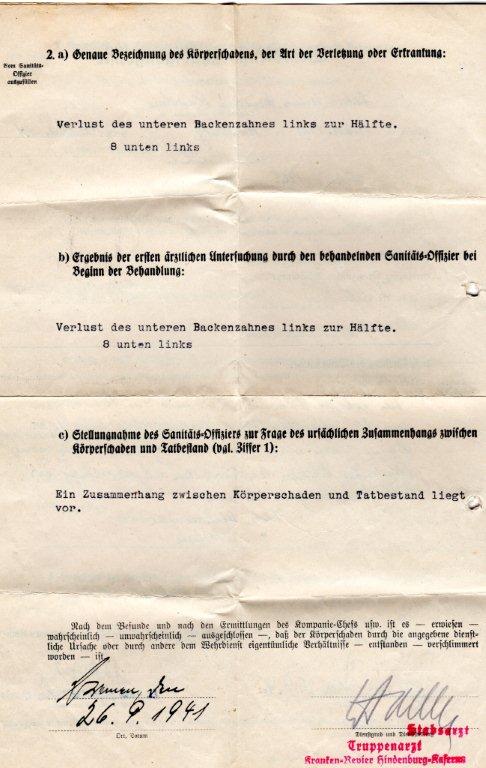 2. a) Genaue Bezeichnung des Körperschadens, der Art der Verletzung oder Erkrankung:
Vom Sanitäts-
Offizier
auszufüllen
Verlust des unteren Backenzahnes links zur Hälfte.
8 unten links
b) Ergebnis der ersten ärztlichen Untersuchung durch den behandelnden Sanitäts-Offizier bei
Beginn der Behandlung:
Verlust des unteren Backenzahnes links zur Hälfte.
8 unten links
c) Stellungnahme des Sanitäts-Offiziers zur Frage des ursächlichen Zusammenhangs zwischen
Körperschaden und Tatbestand (vgl. Ziffer 1):
Ein Zusammenhang zwischen Körperschaden und Tatbestand liegt
vor.
Nach dem Befunde und nach den Ermittlungen des Kompanie-Chefs usw. ist es — erwiesen —
wahrscheinlich — unwahrscheinlich — ausgeschlossen —, daß der Körperschaden durch die angegebene dienst-
liche Ursache oder durch andere dem Wehrdienst eigentümliche Verhältnisse — entstanden — verschlimmert
worden — ist.
den
26. 9. 1941
Ort, Datum
Dienstgrad und
Stabsarzt
Truppenarzt
Kranken-Revier Hindenburg-Kaserne